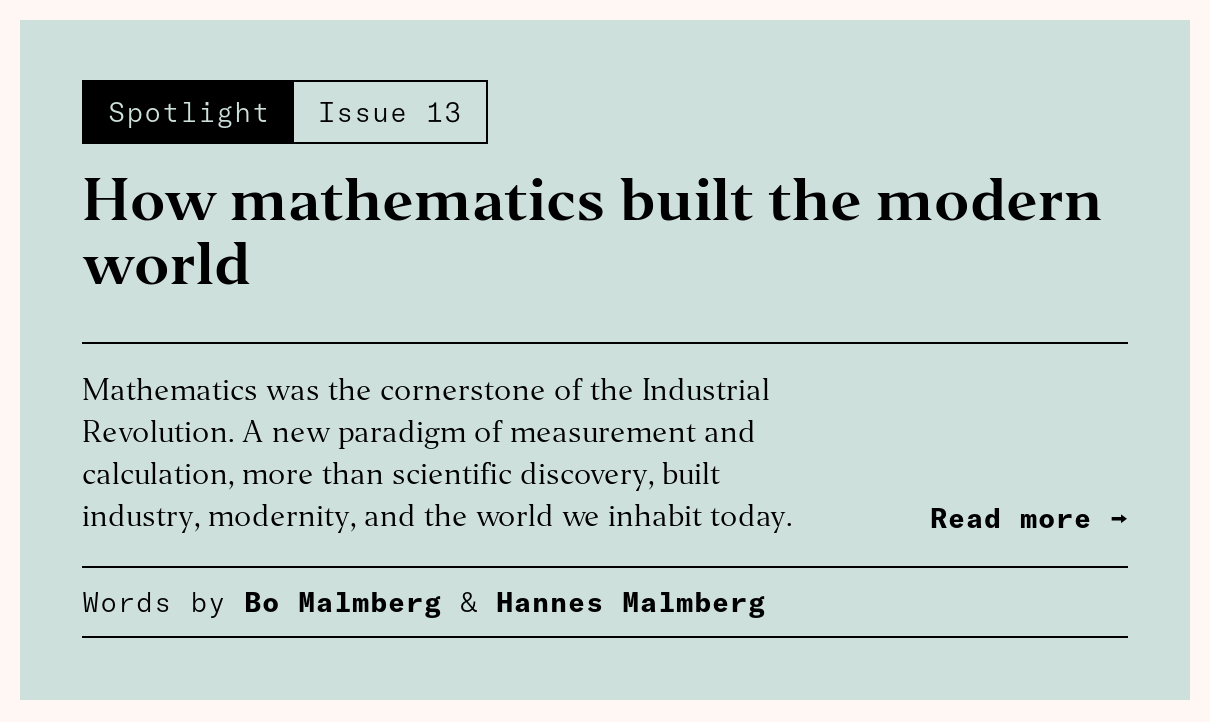 Spotlight Issue 13
How mathematics built the modern
world
Mathematics was the cornerstone of the Industrial
Revolution. A new paradigm of measurement and
calculation, more than scientific discovery, built
industry, modernity, and the world we inhabit today.
Read more →
Words by Bo Malmberg & Hannes Malmberg